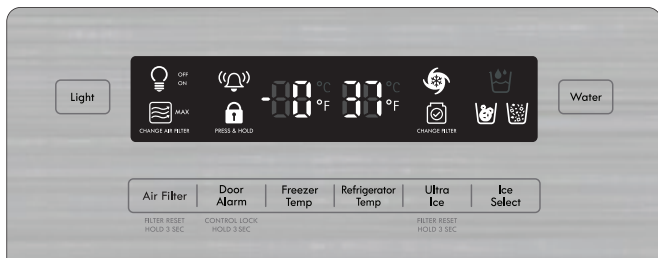 Light
OFF
ON
MAX
CHANGE AIR FILTER
PRESS & HOLD
-0 °C °F
37 °C °F
CHANGE FILTER
Water
Air Filter
Door Alarm
Freezer Temp
Refrigerator Temp
Ultra Ice
Ice Select
FILTER RESET
HOLD 3 SEC
CONTROL LOCK
HOLD 3 SEC
FILTER RESET
HOLD 3 SEC